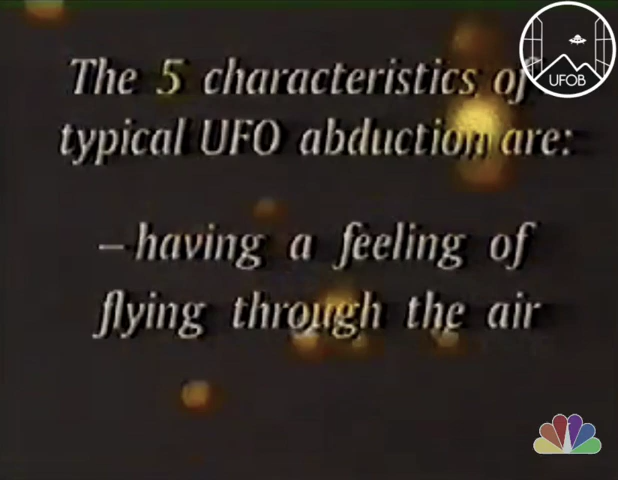 The 5 characteristics of
typical UFO abduction are:
– having a feeling of
flying through the air
UFOB